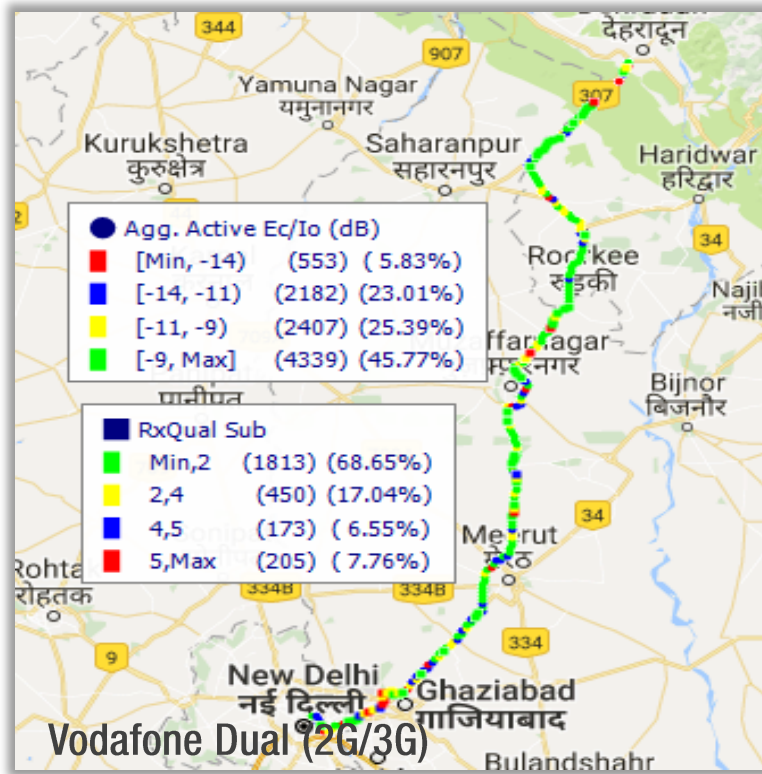 देहरादून
344
907
Yamuna Nagar
यमुनानगर
307
Kurukshetra
कुरुक्षेत्र
Saharanpur
सहारनपुर
Haridwar
हरिद्वार
Agg. Active Ec/Io (dB)
[Min, -14) (553) ( 5.83%)
[-14, -11) (2182) (23.01%)
[-11, -9) (2407) (25.39%)
[-9, Max] (4339) (45.77%)
34
Roorkee
रुड़की
Bijnor
बिजनौर
पानीपत
RxQual Sub
Min,2 (1813) (68.65%)
2,4 (450) (17.04%)
4,5 (173) ( 6.55%)
5,Max (205) ( 7.76%)
34
Meerut
मेरठ
रोहतक
334B
334B
334
9
New Delhi
नई दिल्ली
Ghaziabad
ग़ाज़ियाबाद
Vodafone Dual (2G/3G)
Bulandshahr